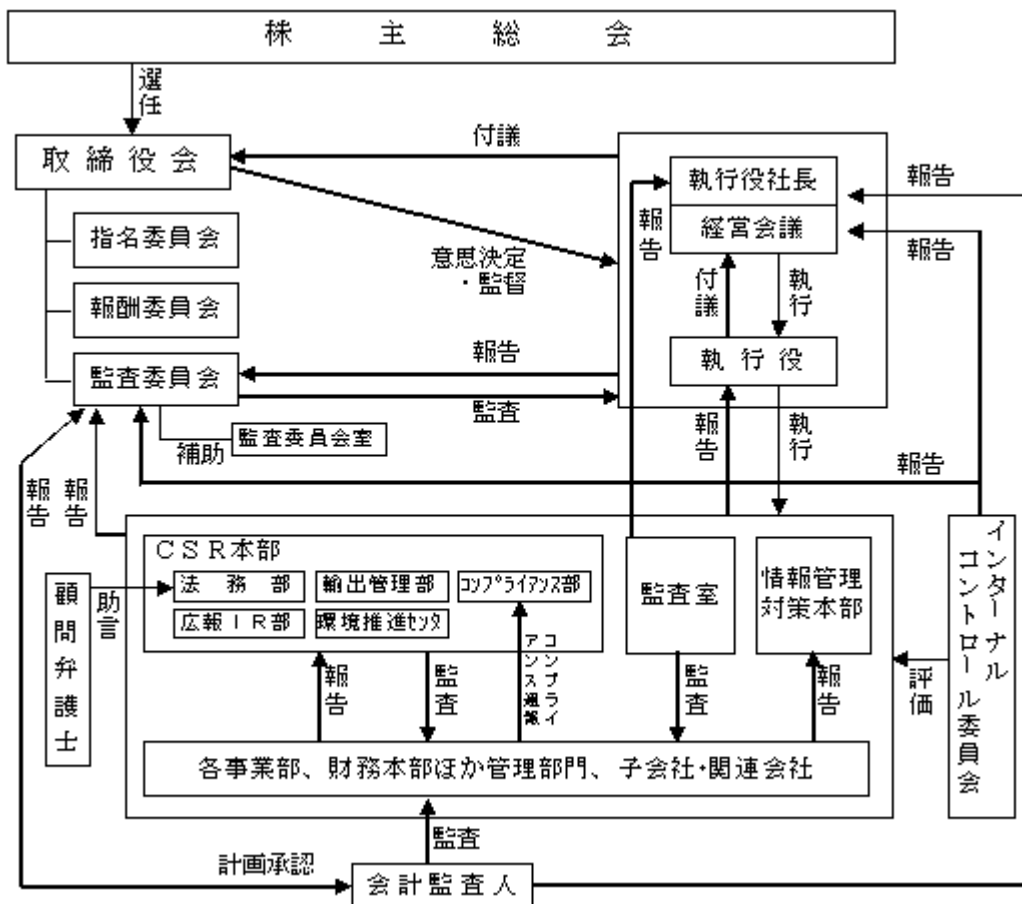 株主総会
選任
取締役会
付議
執行役社長
報告
指名委員会
報告
経営会議
報告
意思決定
・監督
付議
執行
報酬委員会
報告
執行役
監査委員会
監査
報告
執行
補助
監査委員会室
報告
報告
報告
CSR本部
法務部
輸出管理部
コンプライアンス部
広報IR部
環境推進センタ
監査室
情報管理
対策本部
インターナル
コントロール委員会
顧問弁護士
助言
報告
監査
コンプライ
アンス通報
監査
報告
評価
各事業部、財務本部ほか管理部門、子会社・関連会社
監査
計画承認
会計監査人